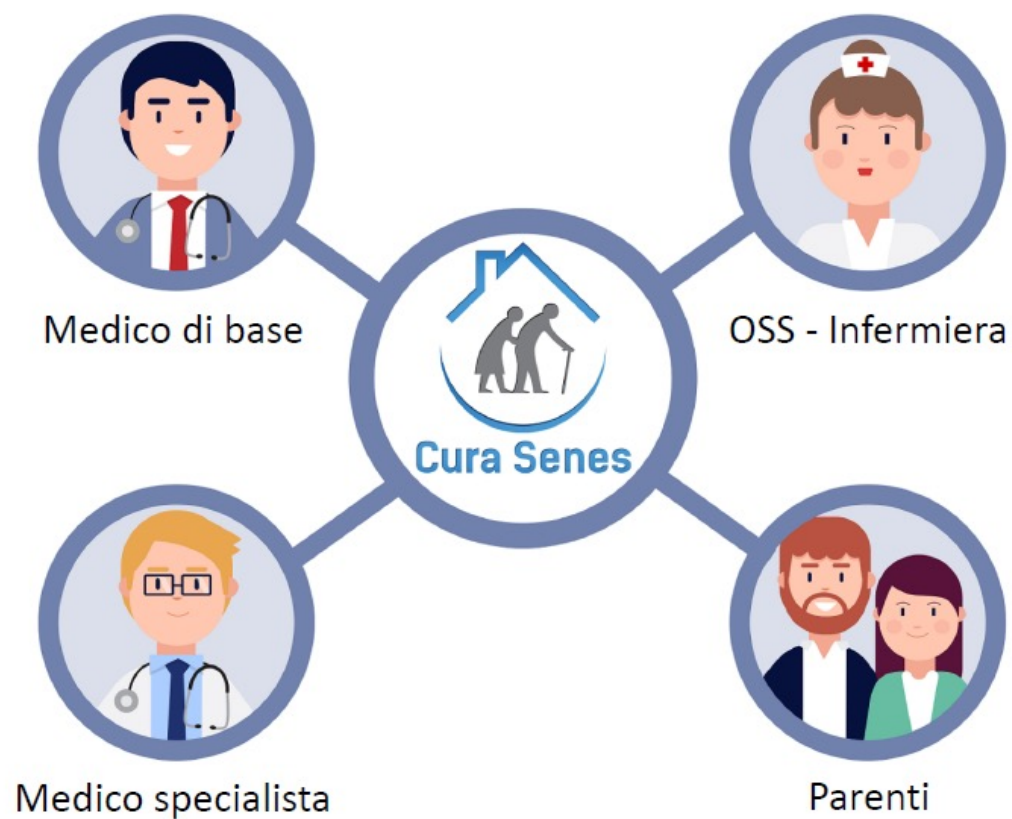 Medico di base
OSS - Infermiera
Cura Senes
Medico specialista
Parenti